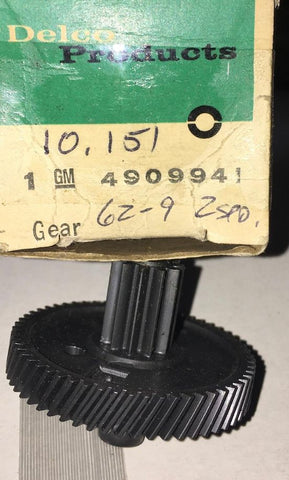 Delco
Products
10.151
1 GM 4909941
Gear 62-9 2spd.